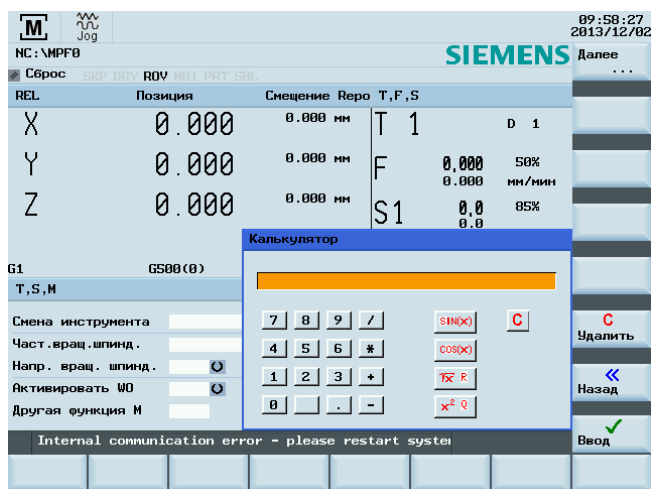 M
Jog
09:58:27
2013/12/02
NC:\MPF0
SIEMENS
Далее
...
Сброс SKP DRY ROV M01 PRT SBL
REL Позиция Смещение Repo T,F,S
X 0.000 0.000 мм T 1 D 1
Y 0.000 0.000 мм F 0,000 50%
0.000 мм/мин
Z 0.000 0.000 мм S1 0,0 85%
0.0
Калькулятор
G1 G500(0)
T,S,M
Смена инструмента
Част.вращ.шпинд.
Напр. вращ. шпинд.
Активировать WO
Другая функция M
7 8 9 / SIN(x) C
4 5 6 * COS(x)
1 2 3 + √x R
0 . - x² Q
C
Удалить
«
Назад
Ввод
Internal communication error - please restart syste